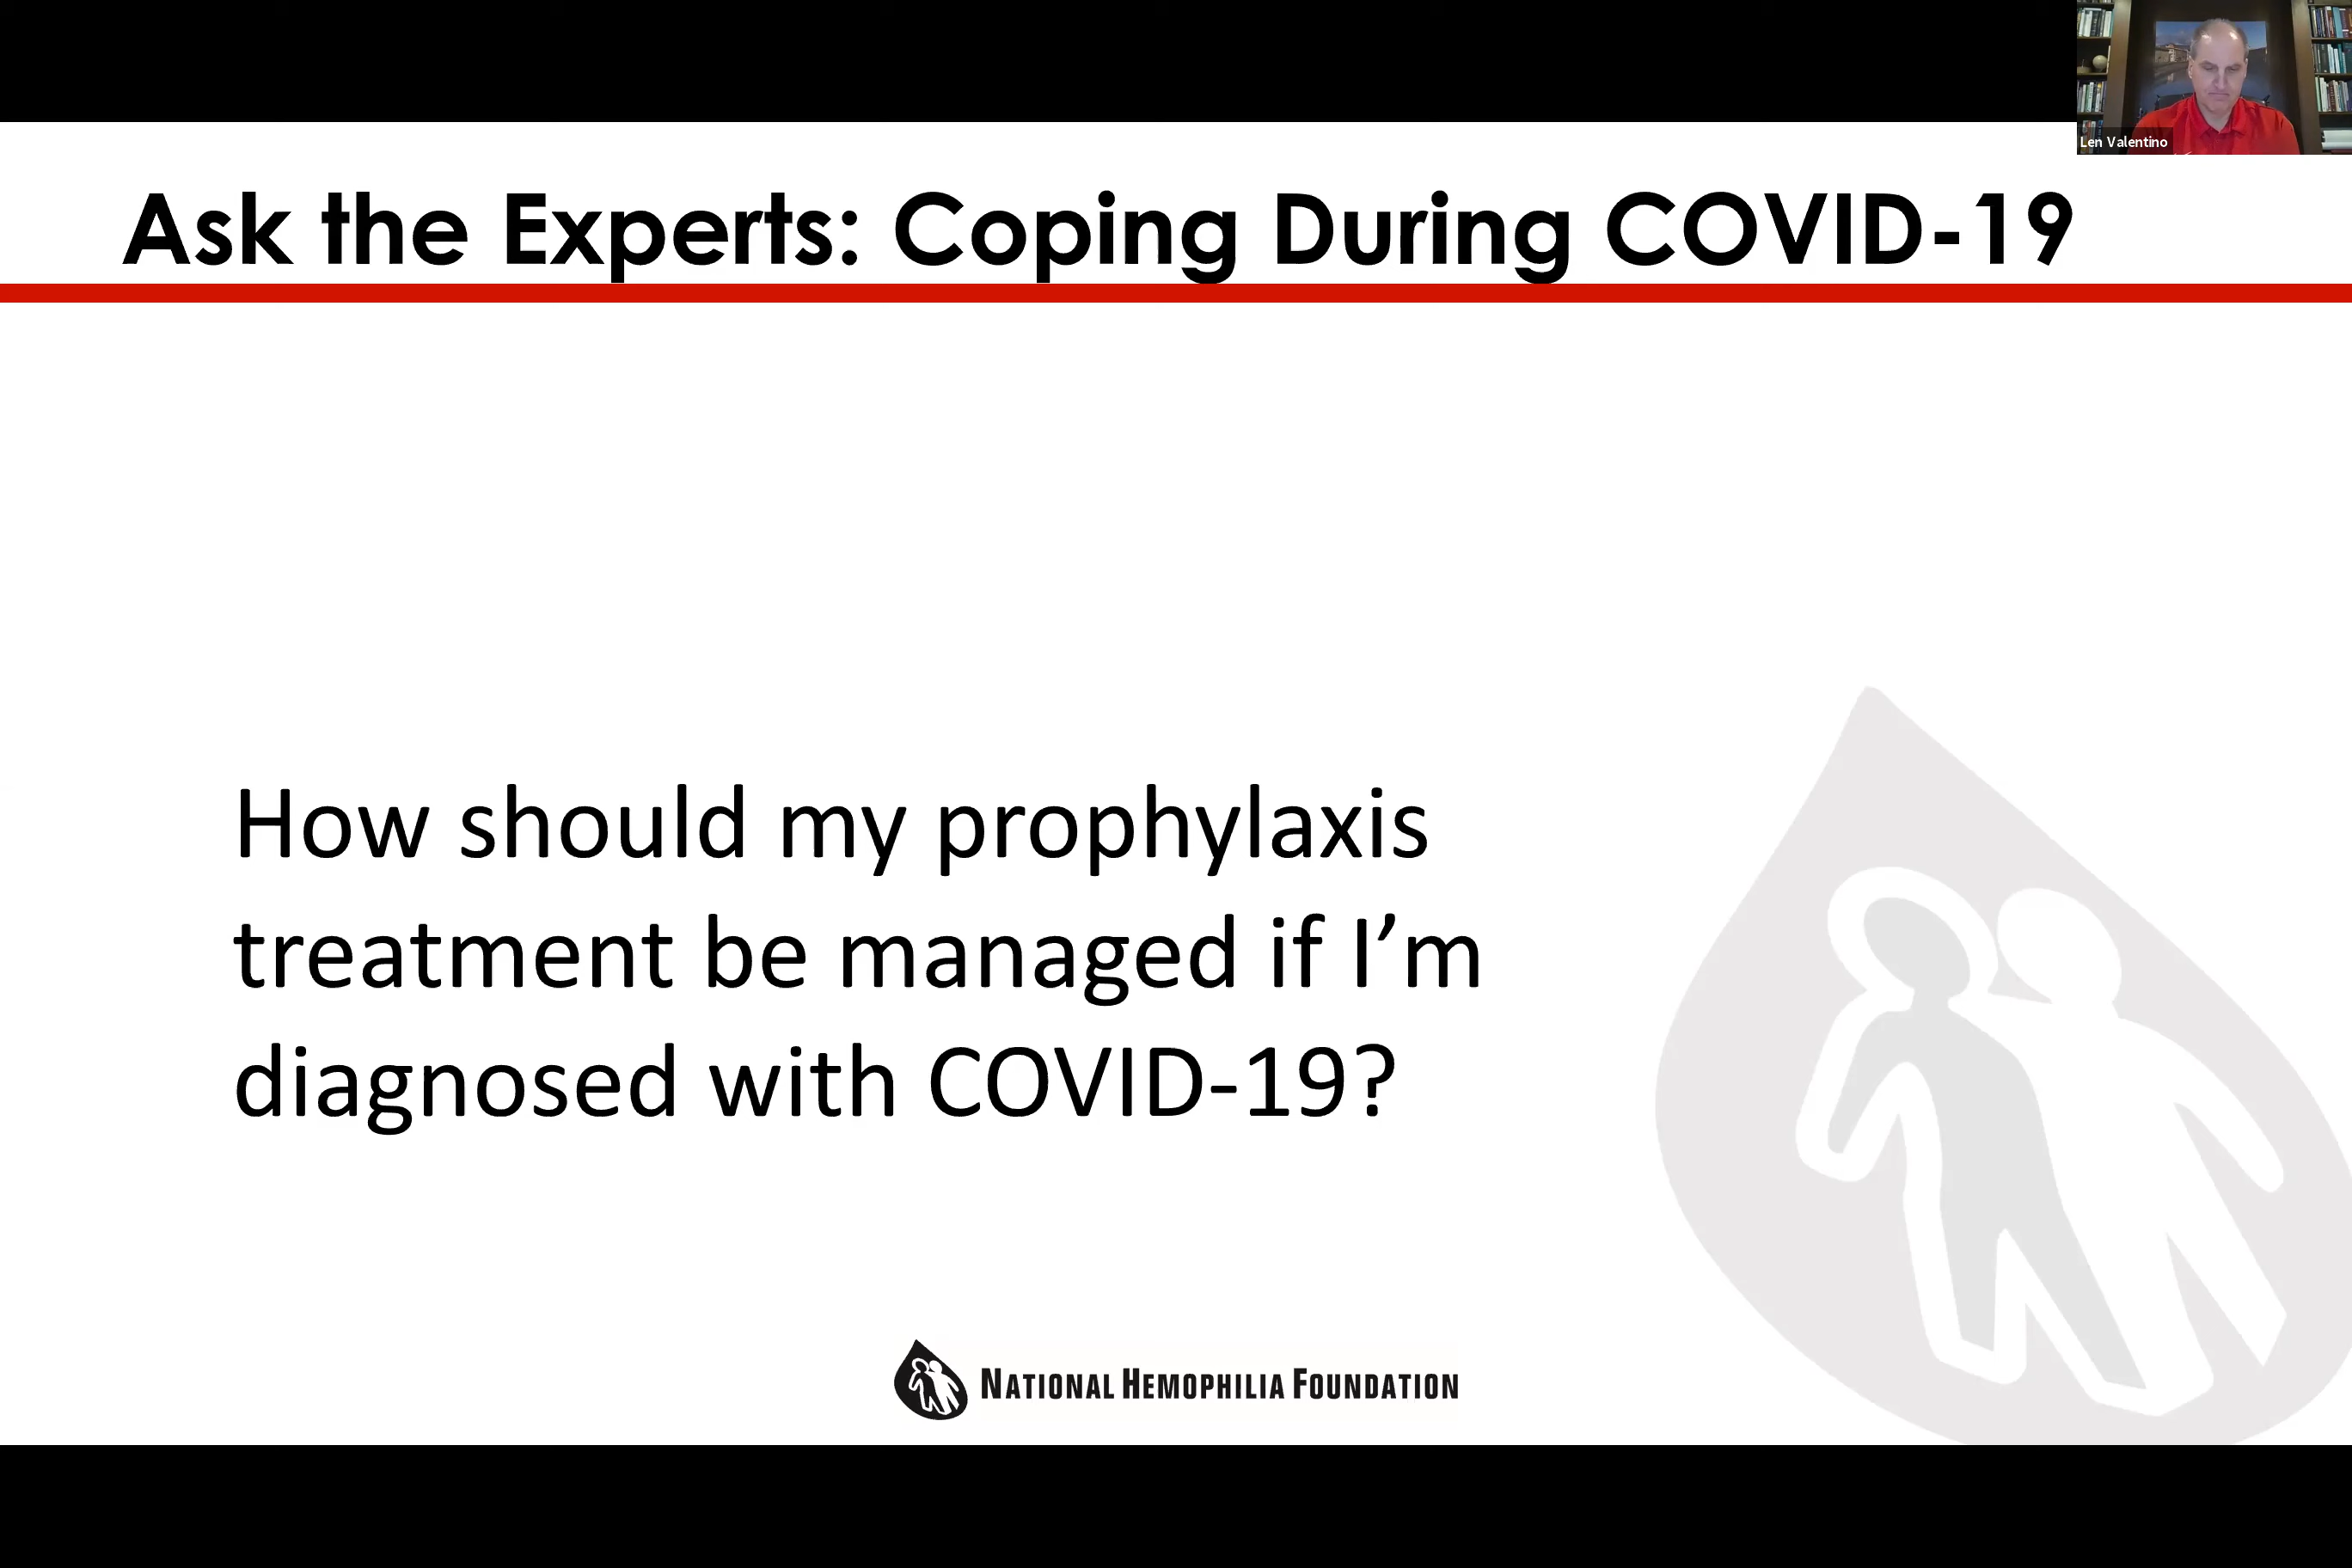 Len Valentino
Ask the Experts: Coping During COVID-19
How should my prophylaxis
treatment be managed if I’m
diagnosed with COVID-19?
National Hemophilia Foundation